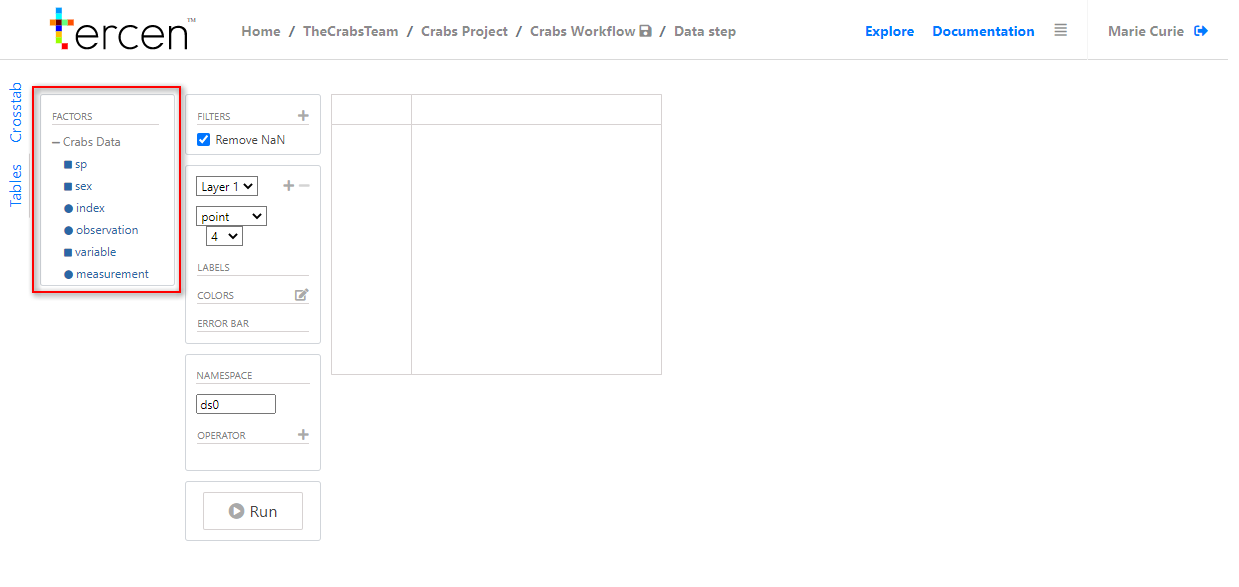 tercen™
Home / TheCrabsTeam / Crabs Project / Crabs Workflow / Data step
Explore Documentation
Marie Curie
Crosstab
Tables
FACTORS
Crabs Data
sp
sex
index
observation
variable
measurement
FILTERS
Remove NaN
Layer 1
point
4
LABELS
COLORS
ERROR BAR
NAMESPACE
ds0
OPERATOR
Run